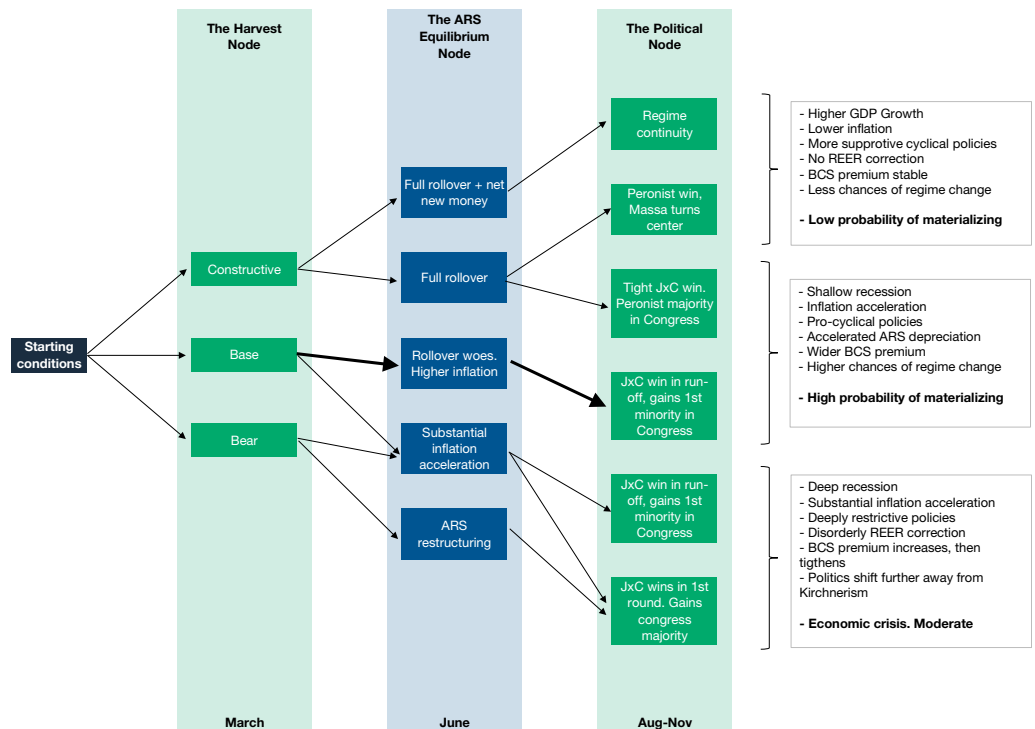 The Harvest
Node
The ARS
Equilibrium
Node
The Political
Node
Starting
conditions
Constructive
Base
Bear
Full rollover + net
new money
Full rollover
Rollover woes.
Higher inflation
Substantial
inflation
acceleration
ARS
restructuring
Regime
continuity
Peronist win,
Massa turns
center
Tight JxC win.
Peronist majority
in Congress
JxC win in run-
off, gains 1st
minority in
Congress
JxC win in run-
off, gains 1st
minority in
Congress
JxC wins in 1st
round. Gains
congress
majority
- Higher GDP Growth
- Lower inflation
- More supprotive cyclical policies
- No REER correction
- BCS premium stable
- Less chances of regime change
- Low probability of materializing
- Shallow recession
- Inflation acceleration
- Pro-cyclical policies
- Accelerated ARS depreciation
- Wider BCS premium
- Higher chances of regime change
- High probability of materializing
- Deep recession
- Substantial inflation acceleration
- Deeply restrictive policies
- Disorderly REER correction
- BCS premium increases, then
tigthens
- Politics shift further away from
Kirchnerism
- Economic crisis. Moderate
March
June
Aug-Nov